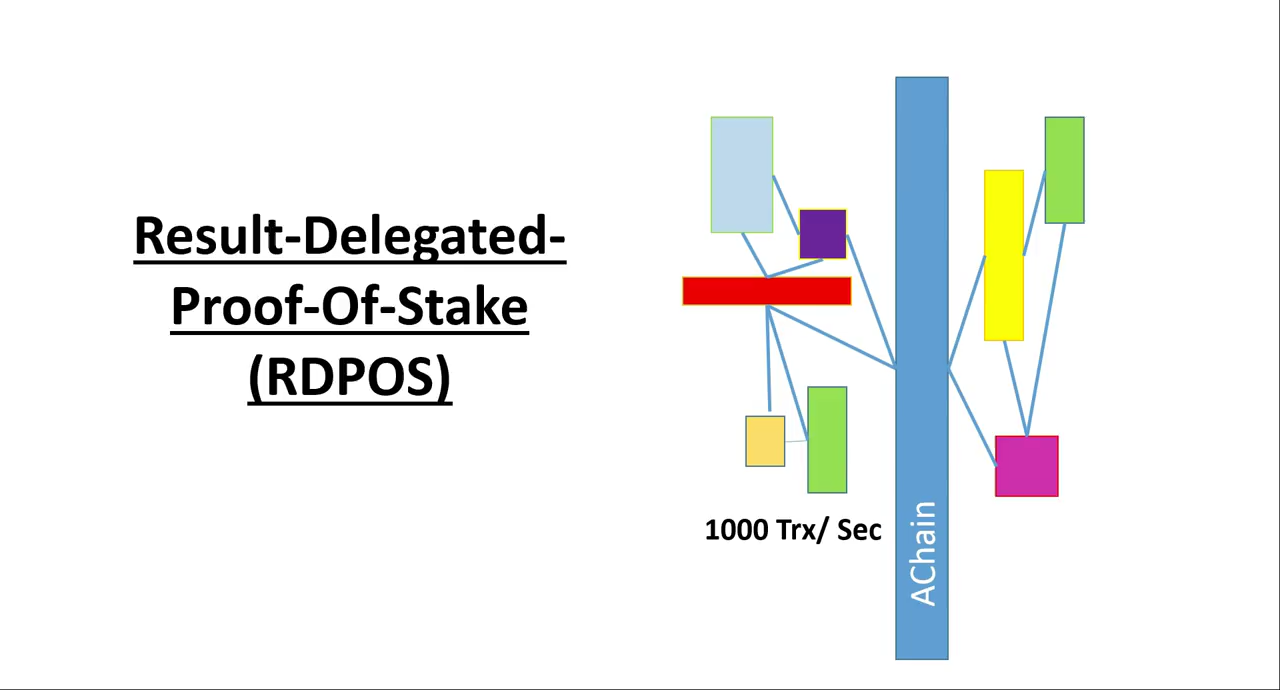 Result-Delegated-
Proof-Of-Stake
(RDPOS)
1000 Trx/ Sec
AChain